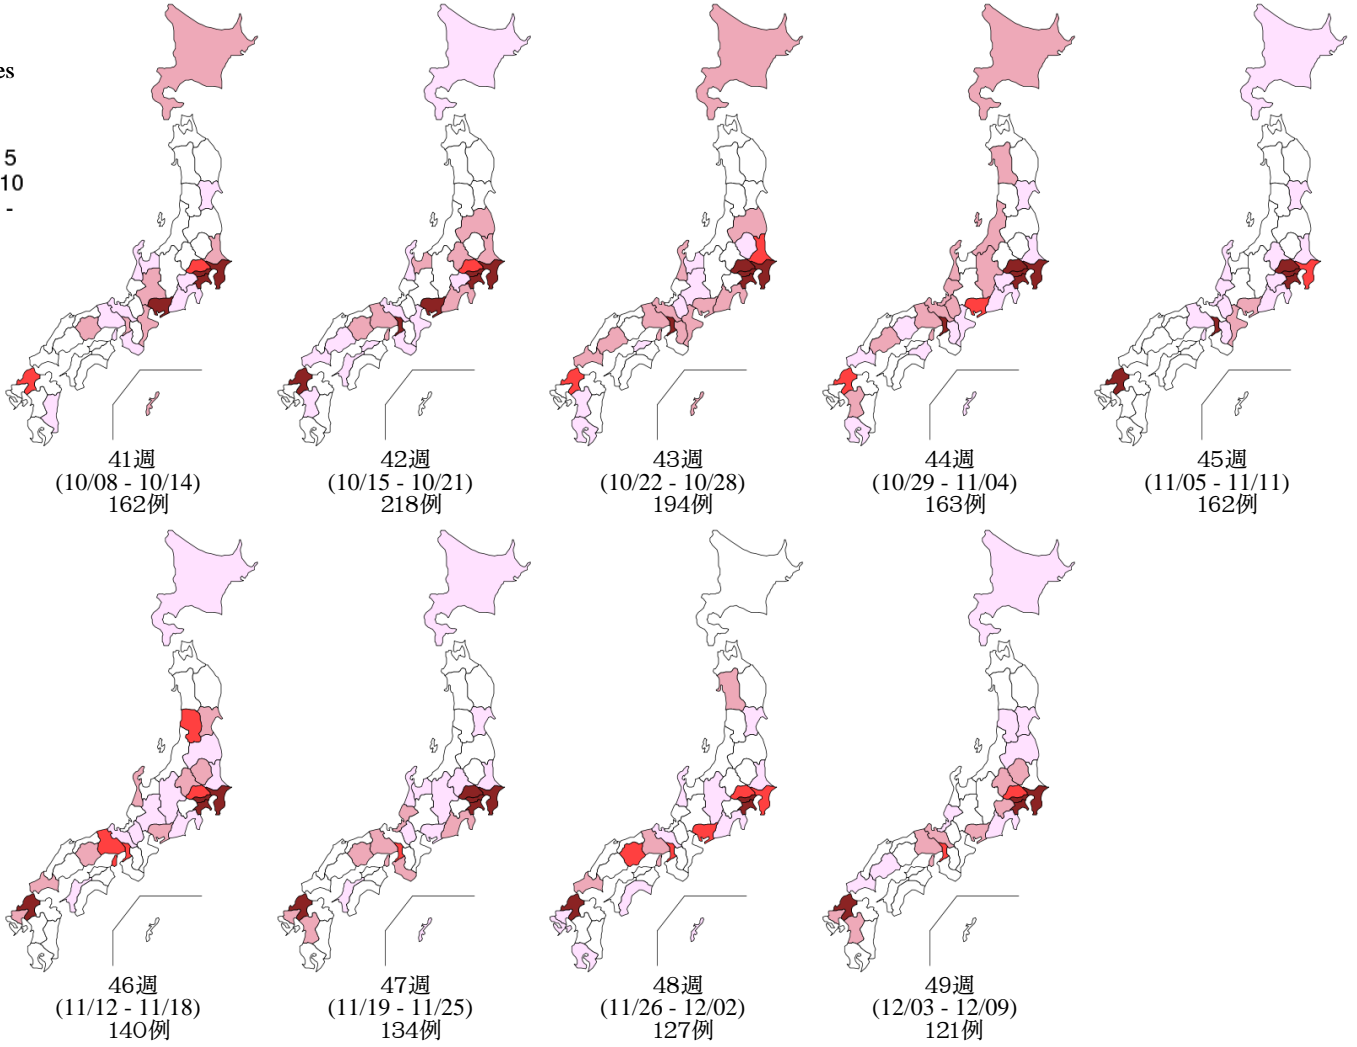 es
5
10
-
41週
(10/08 - 10/14)
162例
42週
(10/15 - 10/21)
218例
43週
(10/22 - 10/28)
194例
44週
(10/29 - 11/04)
163例
45週
(11/05 - 11/11)
162例
46週
(11/12 - 11/18)
140例
47週
(11/19 - 11/25)
134例
48週
(11/26 - 12/02)
127例
49週
(12/03 - 12/09)
121例